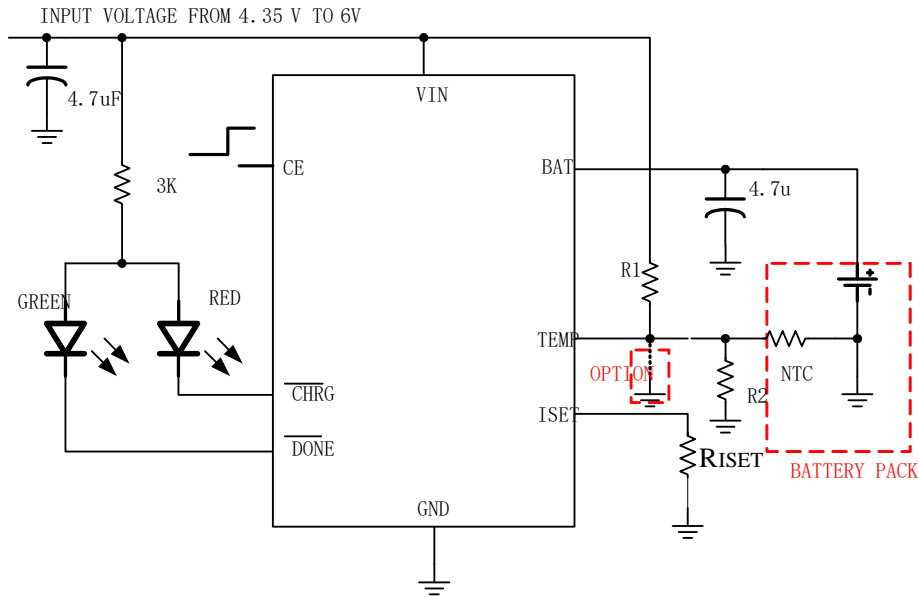 INPUT VOLTAGE FROM 4.35 V TO 6V
4.7uF
VIN
CE
3K
BAT
4.7u
R1
GREEN
RED
TEMP
OPTION
NTC
CHRG
R2
ISET
DONE
RISET
BATTERY PACK
GND